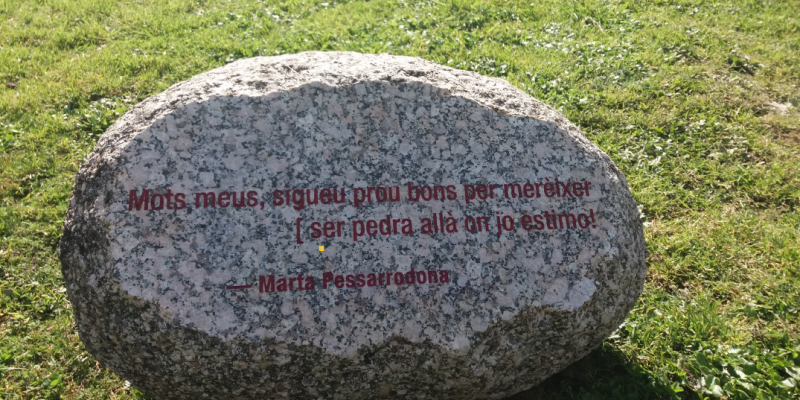 Mots meus, sigueu prou bons per merèixer
[ ser pedra allà on jo estimo!
— Marta Pessarrodona